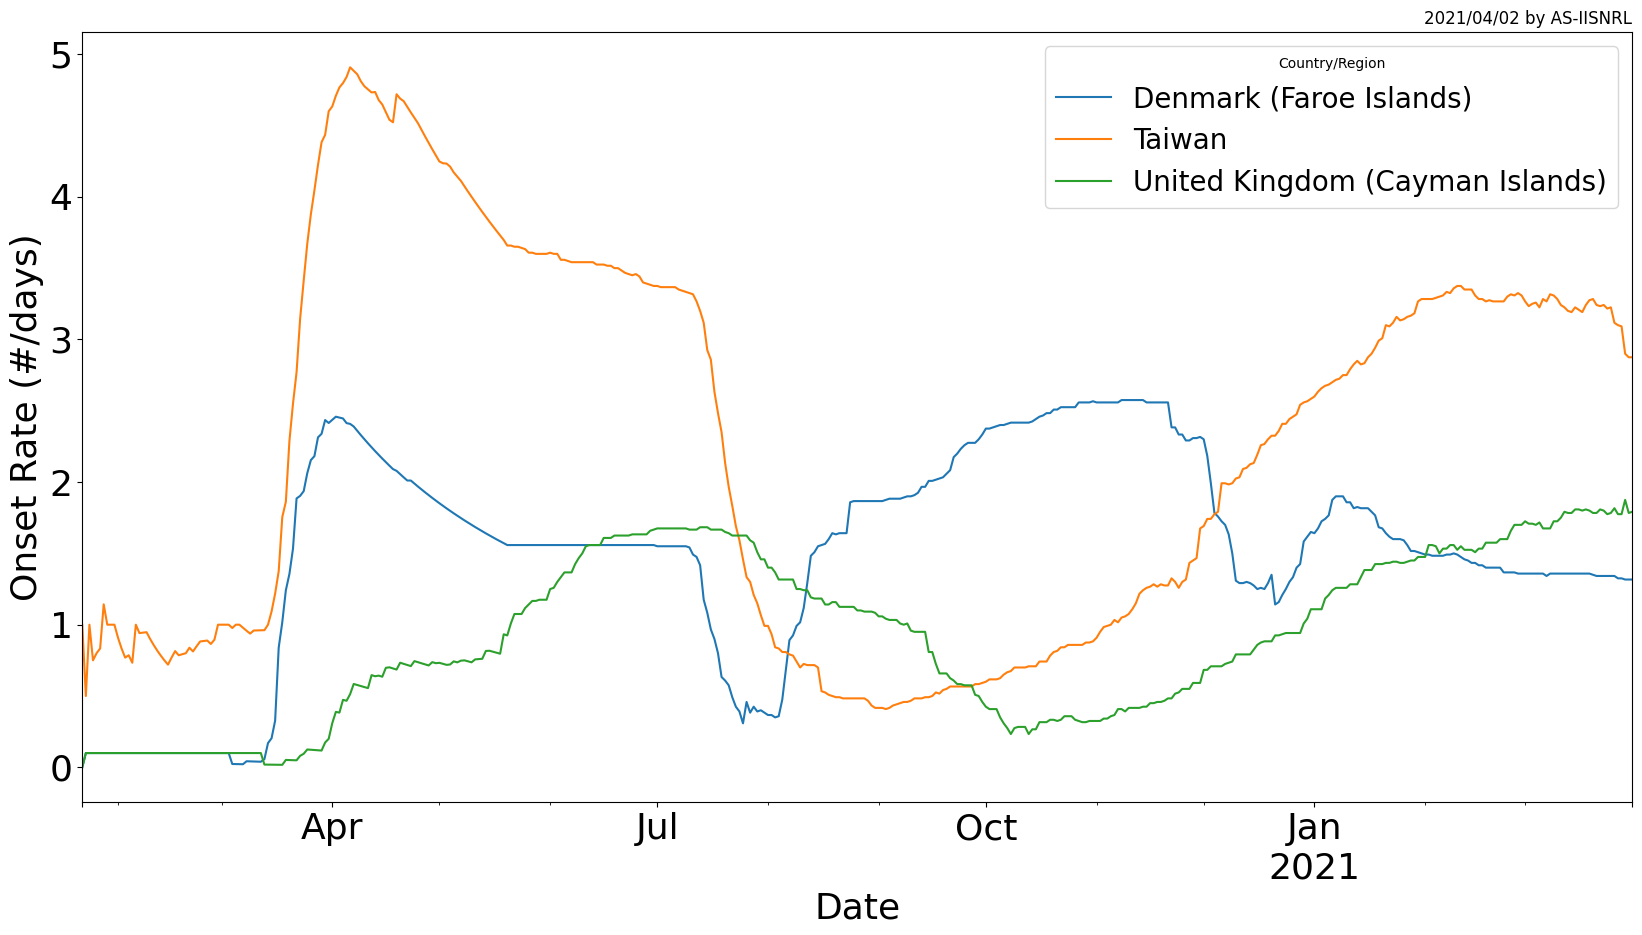 2021/04/02 by AS-IISNRL
Country/Region
Denmark (Faroe Islands)
Taiwan
United Kingdom (Cayman Islands)
Onset Rate (#/days)
5
4
3
2
1
0
Apr
Jul
Oct
Jan
2021
Date